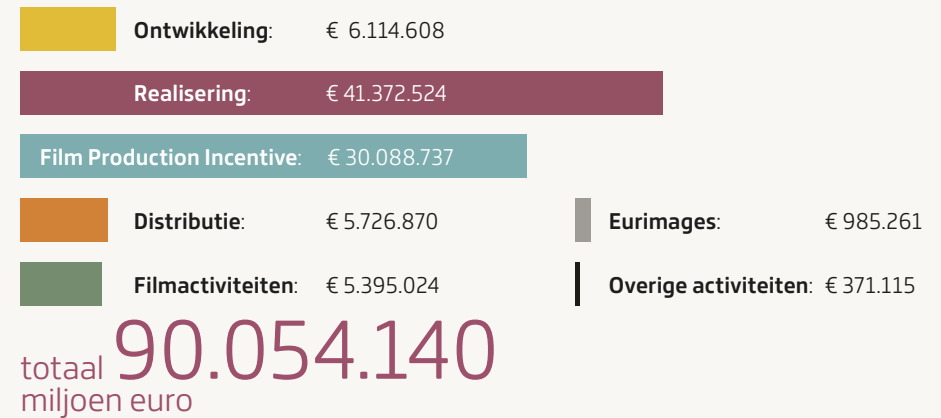 Ontwikkeling: € 6.114.608
Realisering: € 41.372.524
Film Production Incentive: € 30.088.737
Distributie: € 5.726.870
Eurimages: € 985.261
Filmactiviteiten: € 5.395.024
Overige activiteiten: € 371.115
totaal 90.054.140
miljoen euro